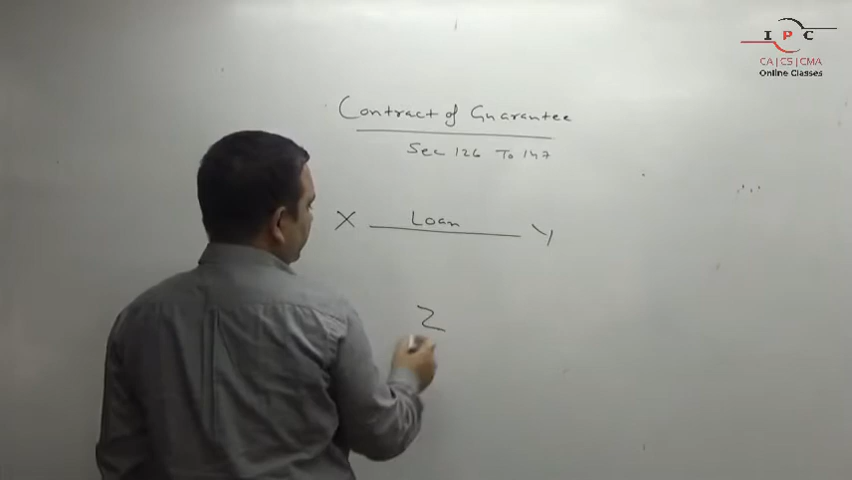 IPC
CA|CS|CMA
Online Classes
Contract of Guarantee
Sec 126 To 147
X Loan Y
Z